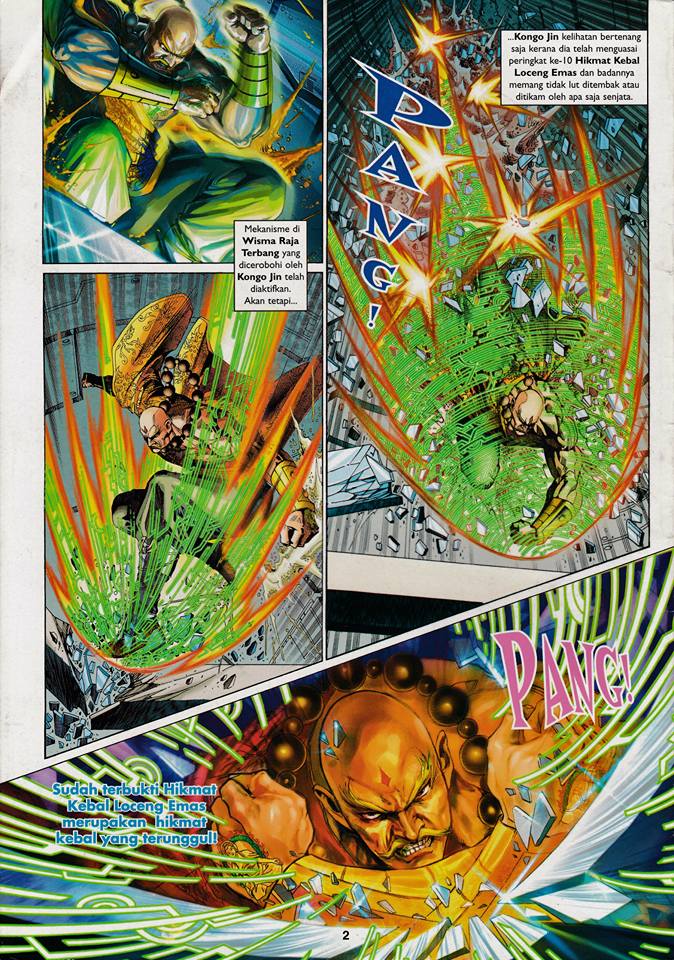 Mekanisme di
Wisma Raja
Terbang yang
dicerobohi oleh
Kongo Jin telah
diaktifkan.
Akan tetapi...
...Kongo Jin kelihatan bertenang
saja kerana dia telah menguasai
peringkat ke-10 Hikmat Kebal
Loceng Emas dan badannya
memang tidak lut ditembak atau
ditikam oleh apa saja senjata.
PANG!
PANG!
Sudah terbukti Hikmat
Kebal Loceng Emas
merupakan hikmat
kebal yang terunggul!
2